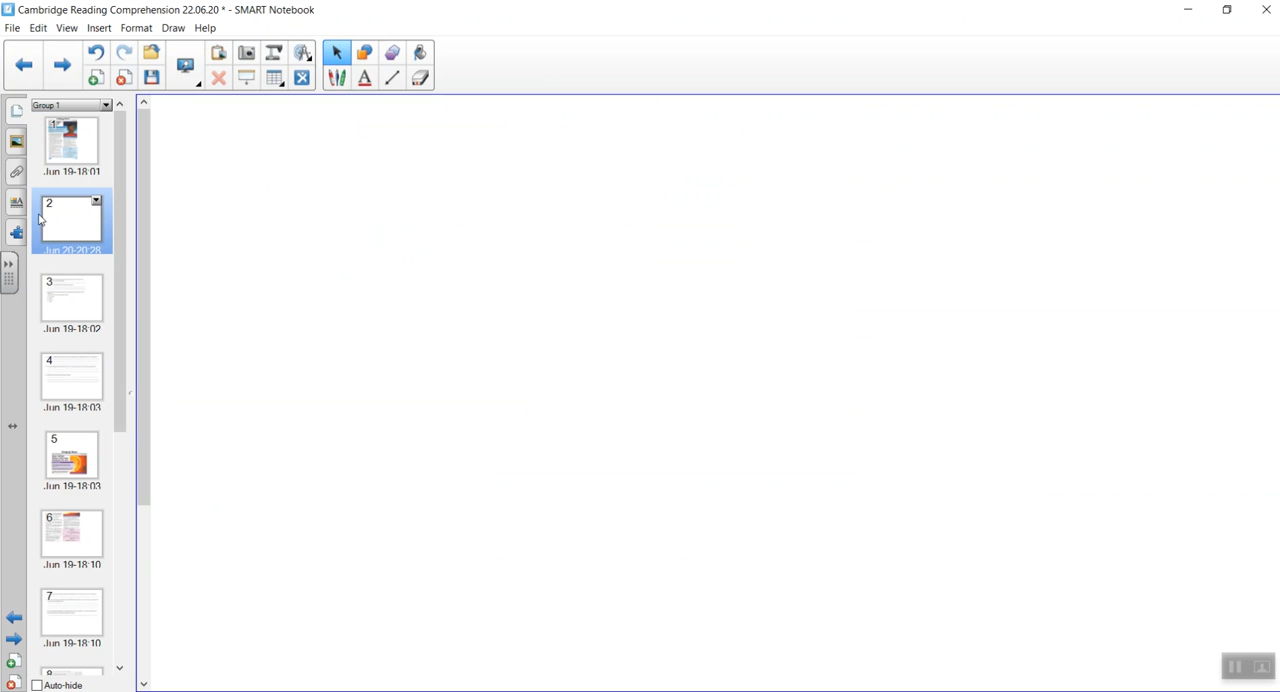 Cambridge Reading Comprehension 22.06.20 * - SMART Notebook
File Edit View Insert Format Draw Help
Group 1
1
Jun 19-18:01
2
Jun 20-20:28
3
Jun 19-18:02
4
Jun 19-18:03
5
Jun 19-18:03
6
Jun 19-18:10
7
Jun 19-18:10
8
Auto-hide